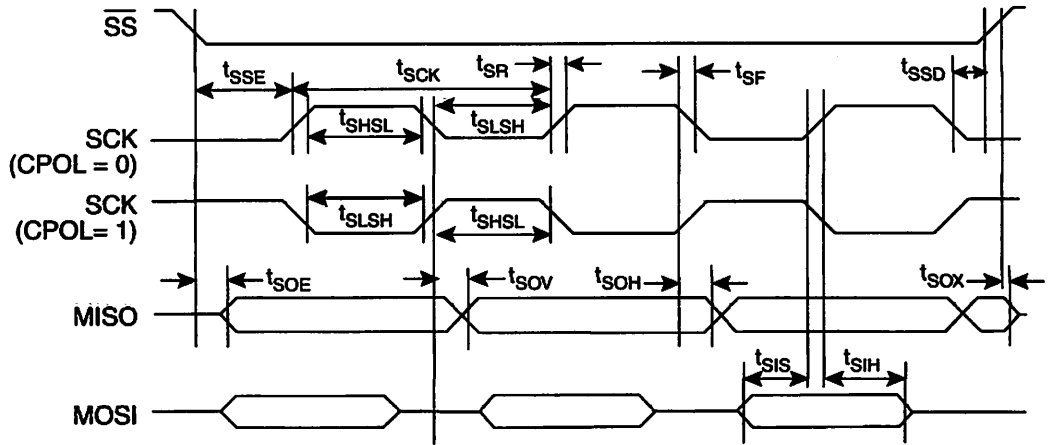 SS
tSSE
tSCK
tSR
tSF
tSSD
tSHSL
tSLSH
SCK
(CPOL = 0)
SCK
(CPOL= 1)
tSLSH
tSHSL
tSOE
tSOV
tSOH
tSOX
MISO
tSIS
tSIH
MOSI